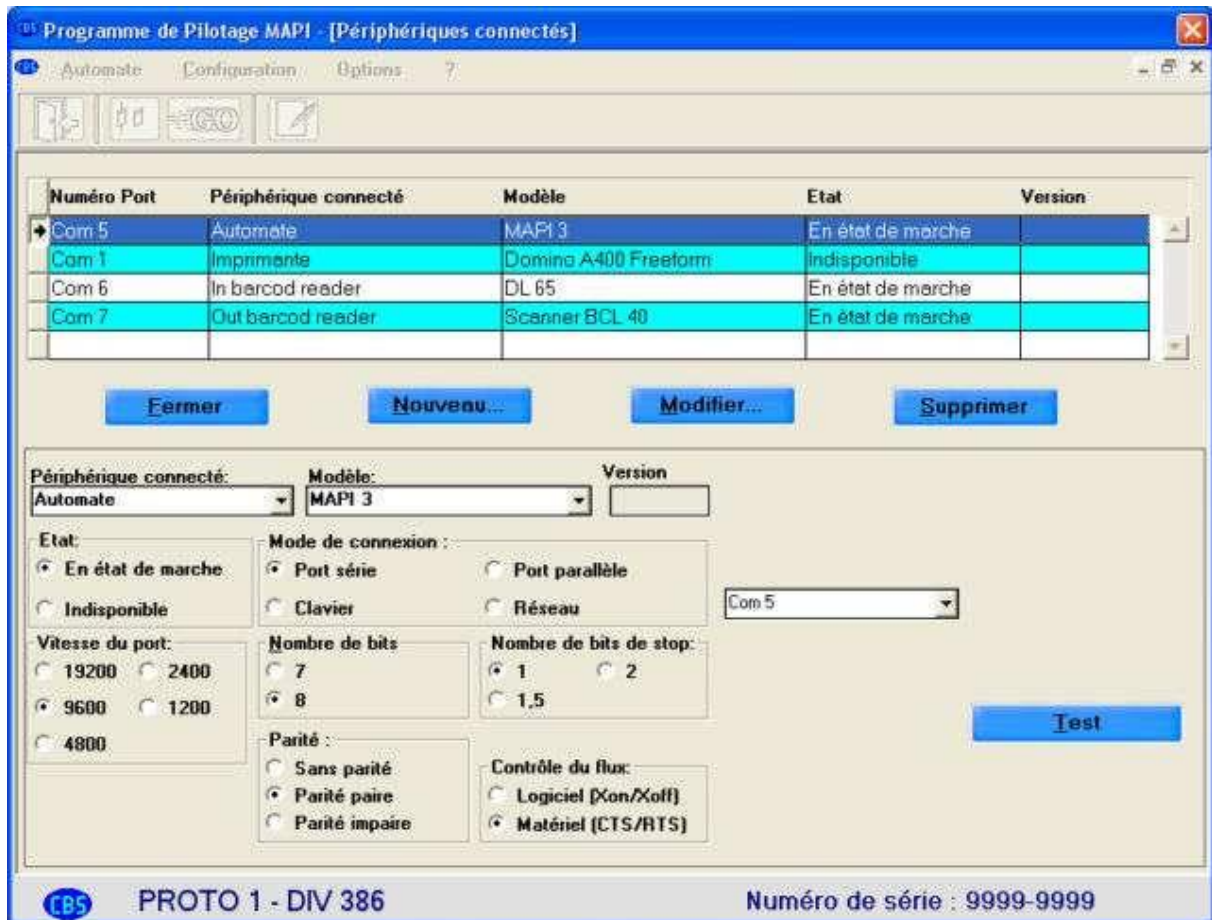 CBS Programme de Pilotage MAPI - [Périphériques connectés]
CBS Automate Configuration Options ?
GO
Numéro Port Périphérique connecté Modèle Etat Version
Com 5 Automate MAPI 3 En état de marche
Com 1 Imprimante Domino A400 Freeform Indisponible
Com 6 In barcod reader DL 65 En état de marche
Com 7 Out barcod reader Scanner BCL 40 En état de marche
Fermer Nouveau... Modifier... Supprimer
Périphérique connecté: Modèle: Version
Automate MAPI 3
Etat: Mode de connexion :
En état de marche Port série Port parallèle
Indisponible Clavier Réseau Com 5
Vitesse du port: Nombre de bits Nombre de bits de stop:
19200 2400 7 1 2
9600 1200 8 1,5
4800
Test
Parité :
Sans parité Contrôle du flux:
Parité paire Logiciel (Xon/Xoff)
Parité impaire Matériel (CTS/RTS)
CBS PROTO 1 - DIV 386 Numéro de série : 9999-9999